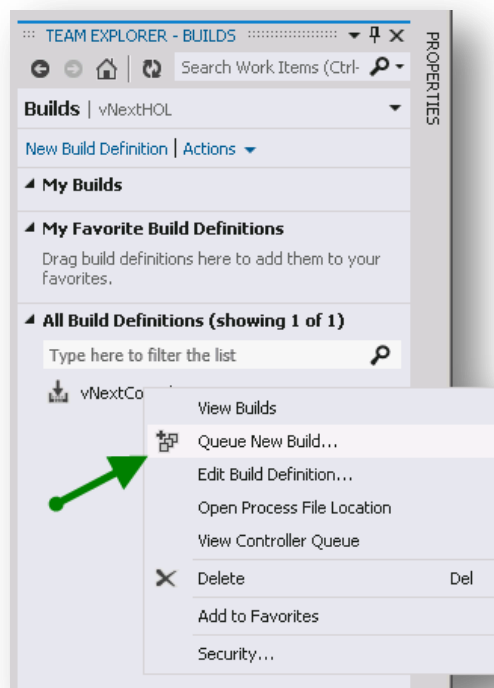 TEAM EXPLORER - BUILDS
PROPERTIES
Search Work Items (Ctrl-
Builds | vNextHOL
New Build Definition | Actions
My Builds
My Favorite Build Definitions
Drag build definitions here to add them to your
favorites.
All Build Definitions (showing 1 of 1)
Type here to filter the list
View Builds
Queue New Build...
Edit Build Definition...
Open Process File Location
View Controller Queue
Delete Del
Add to Favorites
Security...